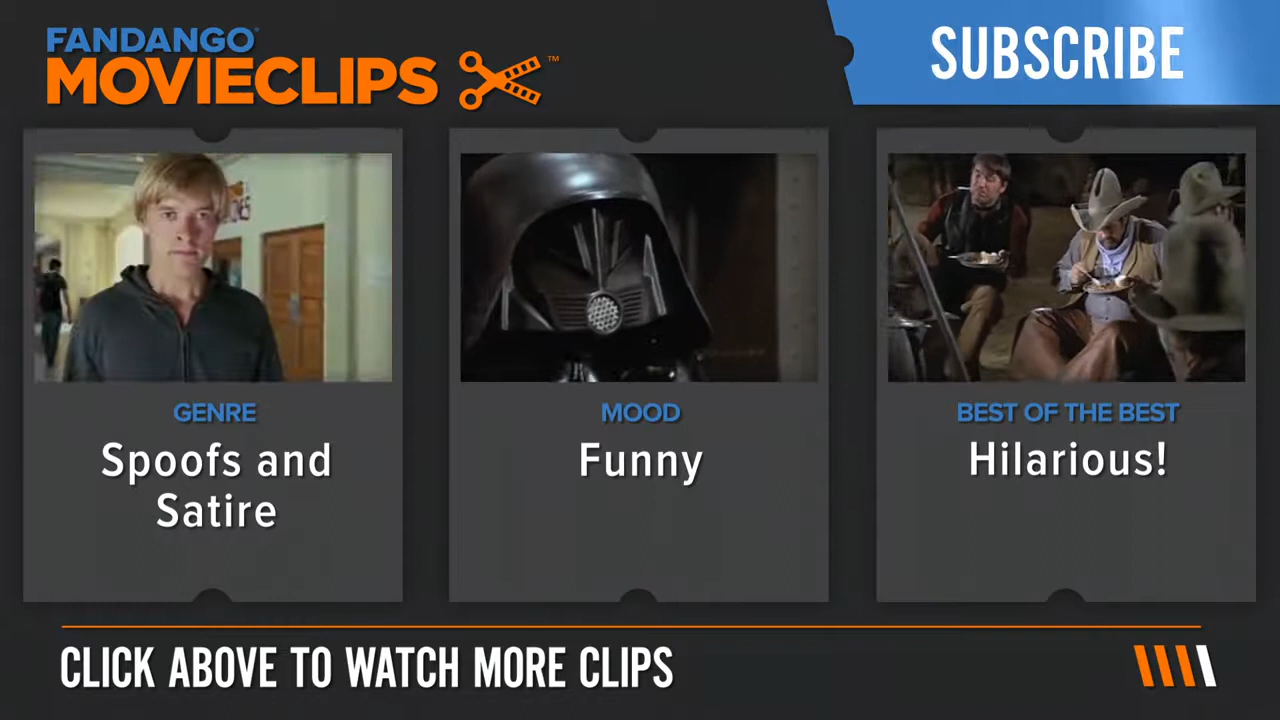 FANDANGO
MOVIECLIPS ™
SUBSCRIBE
GENRE
Spoofs and
Satire
MOOD
Funny
BEST OF THE BEST
Hilarious!
CLICK ABOVE TO WATCH MORE CLIPS